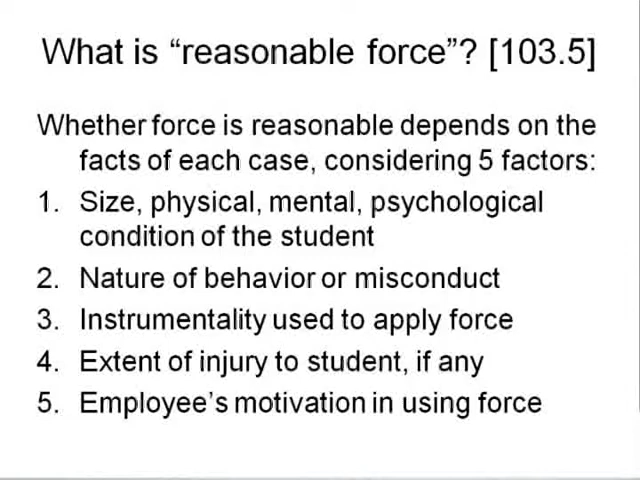 What is “reasonable force”? [103.5]
Whether force is reasonable depends on the
facts of each case, considering 5 factors:
1. Size, physical, mental, psychological
condition of the student
2. Nature of behavior or misconduct
3. Instrumentality used to apply force
4. Extent of injury to student, if any
5. Employee’s motivation in using force